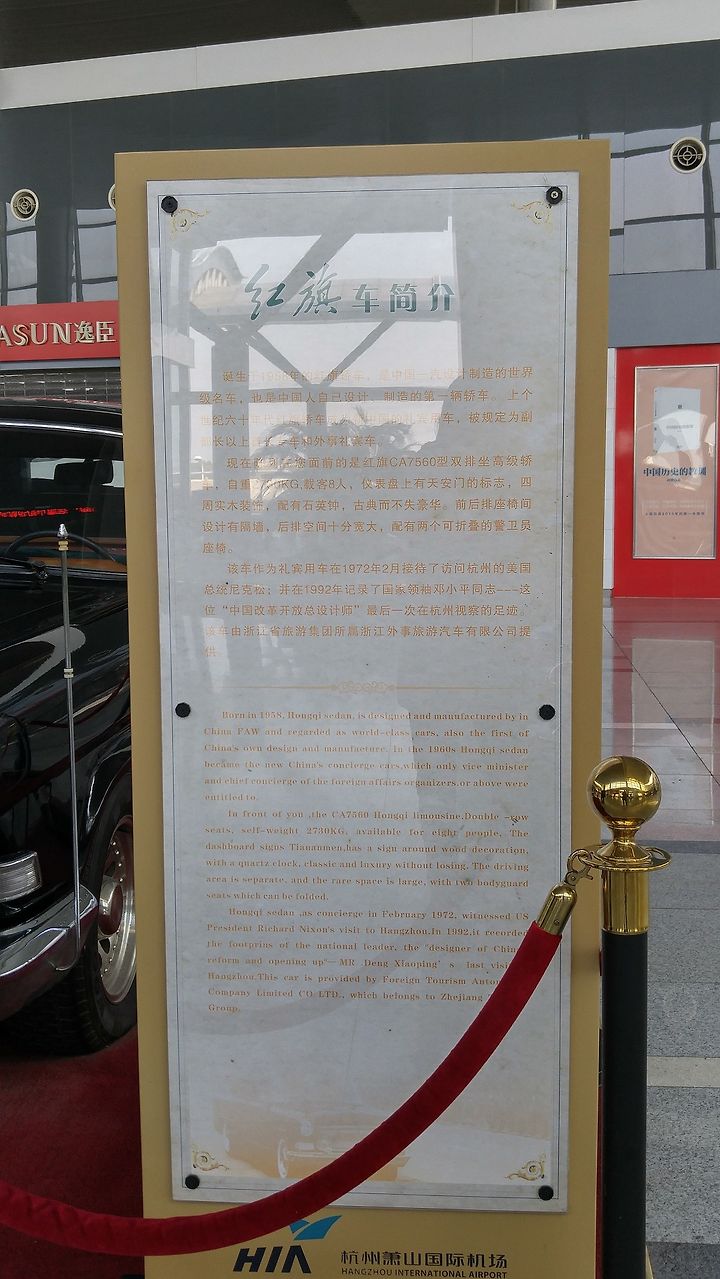 红旗车简介
ASUN逸臣
诞生于1958年的红旗轿车，是中国一汽设计制造的世界
级名车，也是中国人自己设计、制造的第一辆轿车。上个
世纪六十年代红旗轿车 中国的礼宾用车，被规定为副
部长以上首长专车和外事礼宾车。
现在 您面前的是红旗CA7560型双排坐高级轿
车，自重2730KG,载客8人，仪表盘上有天安门的标志，四
周实木装饰，配有石英钟，古典而不失豪华。前后排座椅间
设计有隔墙，后排空间十分宽大，配有两个可折叠的警卫员
座椅。
该车作为礼宾用车在1972年2月接待了访问杭州的美国
总统尼克松；并在1992年记录了国家领袖邓小平同志---这
位“中国改革开放总设计师”最后一次在杭州视察的足迹。
该车由浙江省旅游集团所属浙江外事旅游汽车有限公司提
供。
Born in 1958, Hongqi sedan, is designed and manufactured by in
China FAW and regarded as world-class cars, also the first of
China's own design and manufacture. In the 1960s Hongqi sedan
became the new China's concierge cars,which only vice minister
and chief concierge of the foreign affairs organizers.or above were
entitled to.
In front of you ,the CA7560 Hongqi limousine.Double -row
seats, self-weight 2730KG, available for eight people, The
dashboard signs Tiananmen,has a sign around wood decoration,
with a quartz clock, classic and luxury without losing. The driving
area is separate, and the rare space is large, with two bodyguard
seats which can be folded.
Hongqi sedan ,as concierge in February 1972, witnessed US
President Richard Nixon's visit to Hangzhou.In 1992,it recorded
the footprins of the national leader, the "designer of China
reform and opening up"— MR Deng Xiaoping's last visit
Hangzhou.This car is provided by Foreign Tourism
Company Limited CO LTD., which belongs to Zhejiang
Group.
中国历史的教训
HIA
杭州萧山国际机场
HANGZHOU INTERNATIONAL AIRPORT